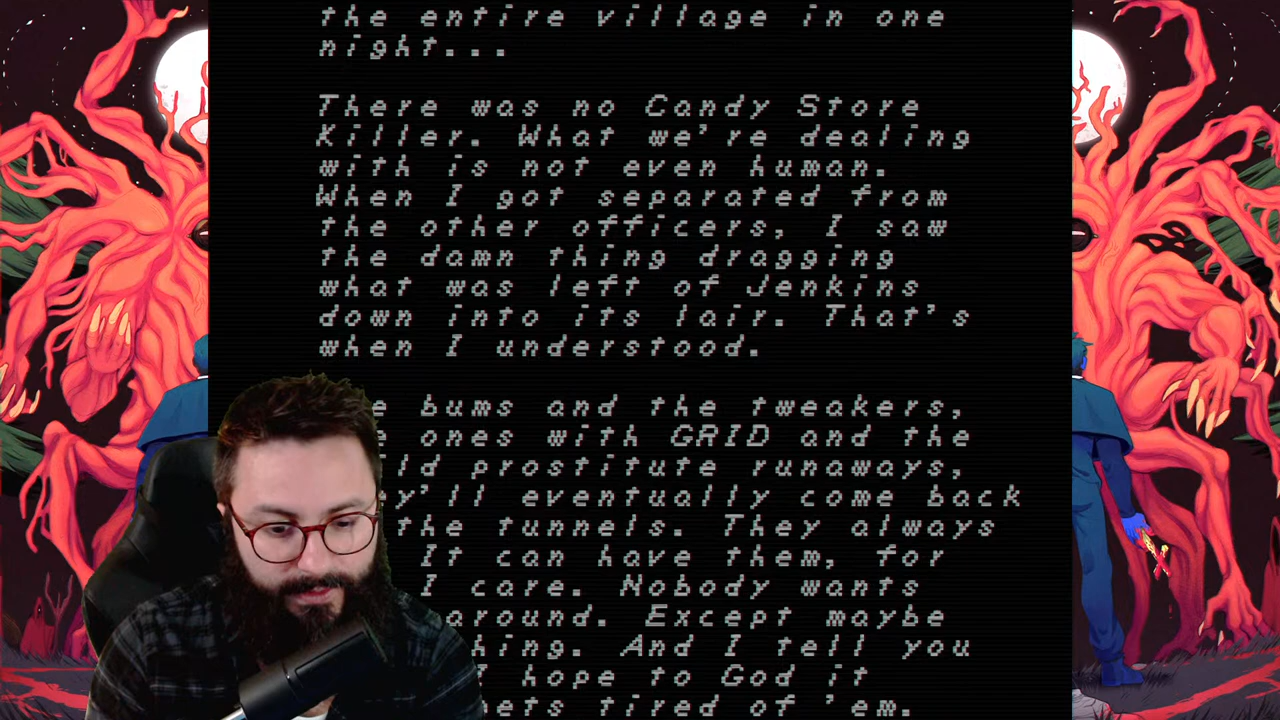 the entire village in one
night...
There was no Candy Store
Killer. What we're dealing
with is not even human.
When I got separated from
the other officers, I saw
the damn thing dragging
what was left of Jenkins
down into its lair. That's
when I understood.
bums and the tweakers,
ones with GRID and the
prostitute runaways,
eventually come back
the tunnels. They always
It can have them, for
I care. Nobody wants
around. Except maybe
And I tell you
I hope to God it
tired of 'em.